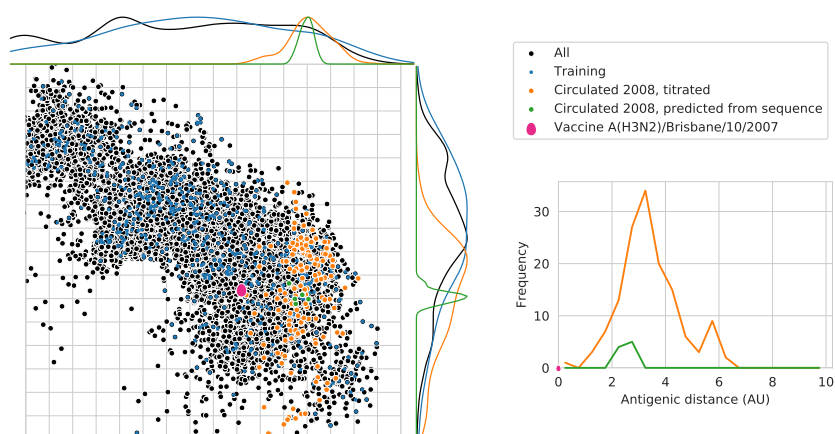 All
Training
Circulated 2008, titrated
Circulated 2008, predicted from sequence
Vaccine A(H3N2)/Brisbane/10/2007
30
20
10
0
Frequency
0 2 4 6 8 10
Antigenic distance (AU)